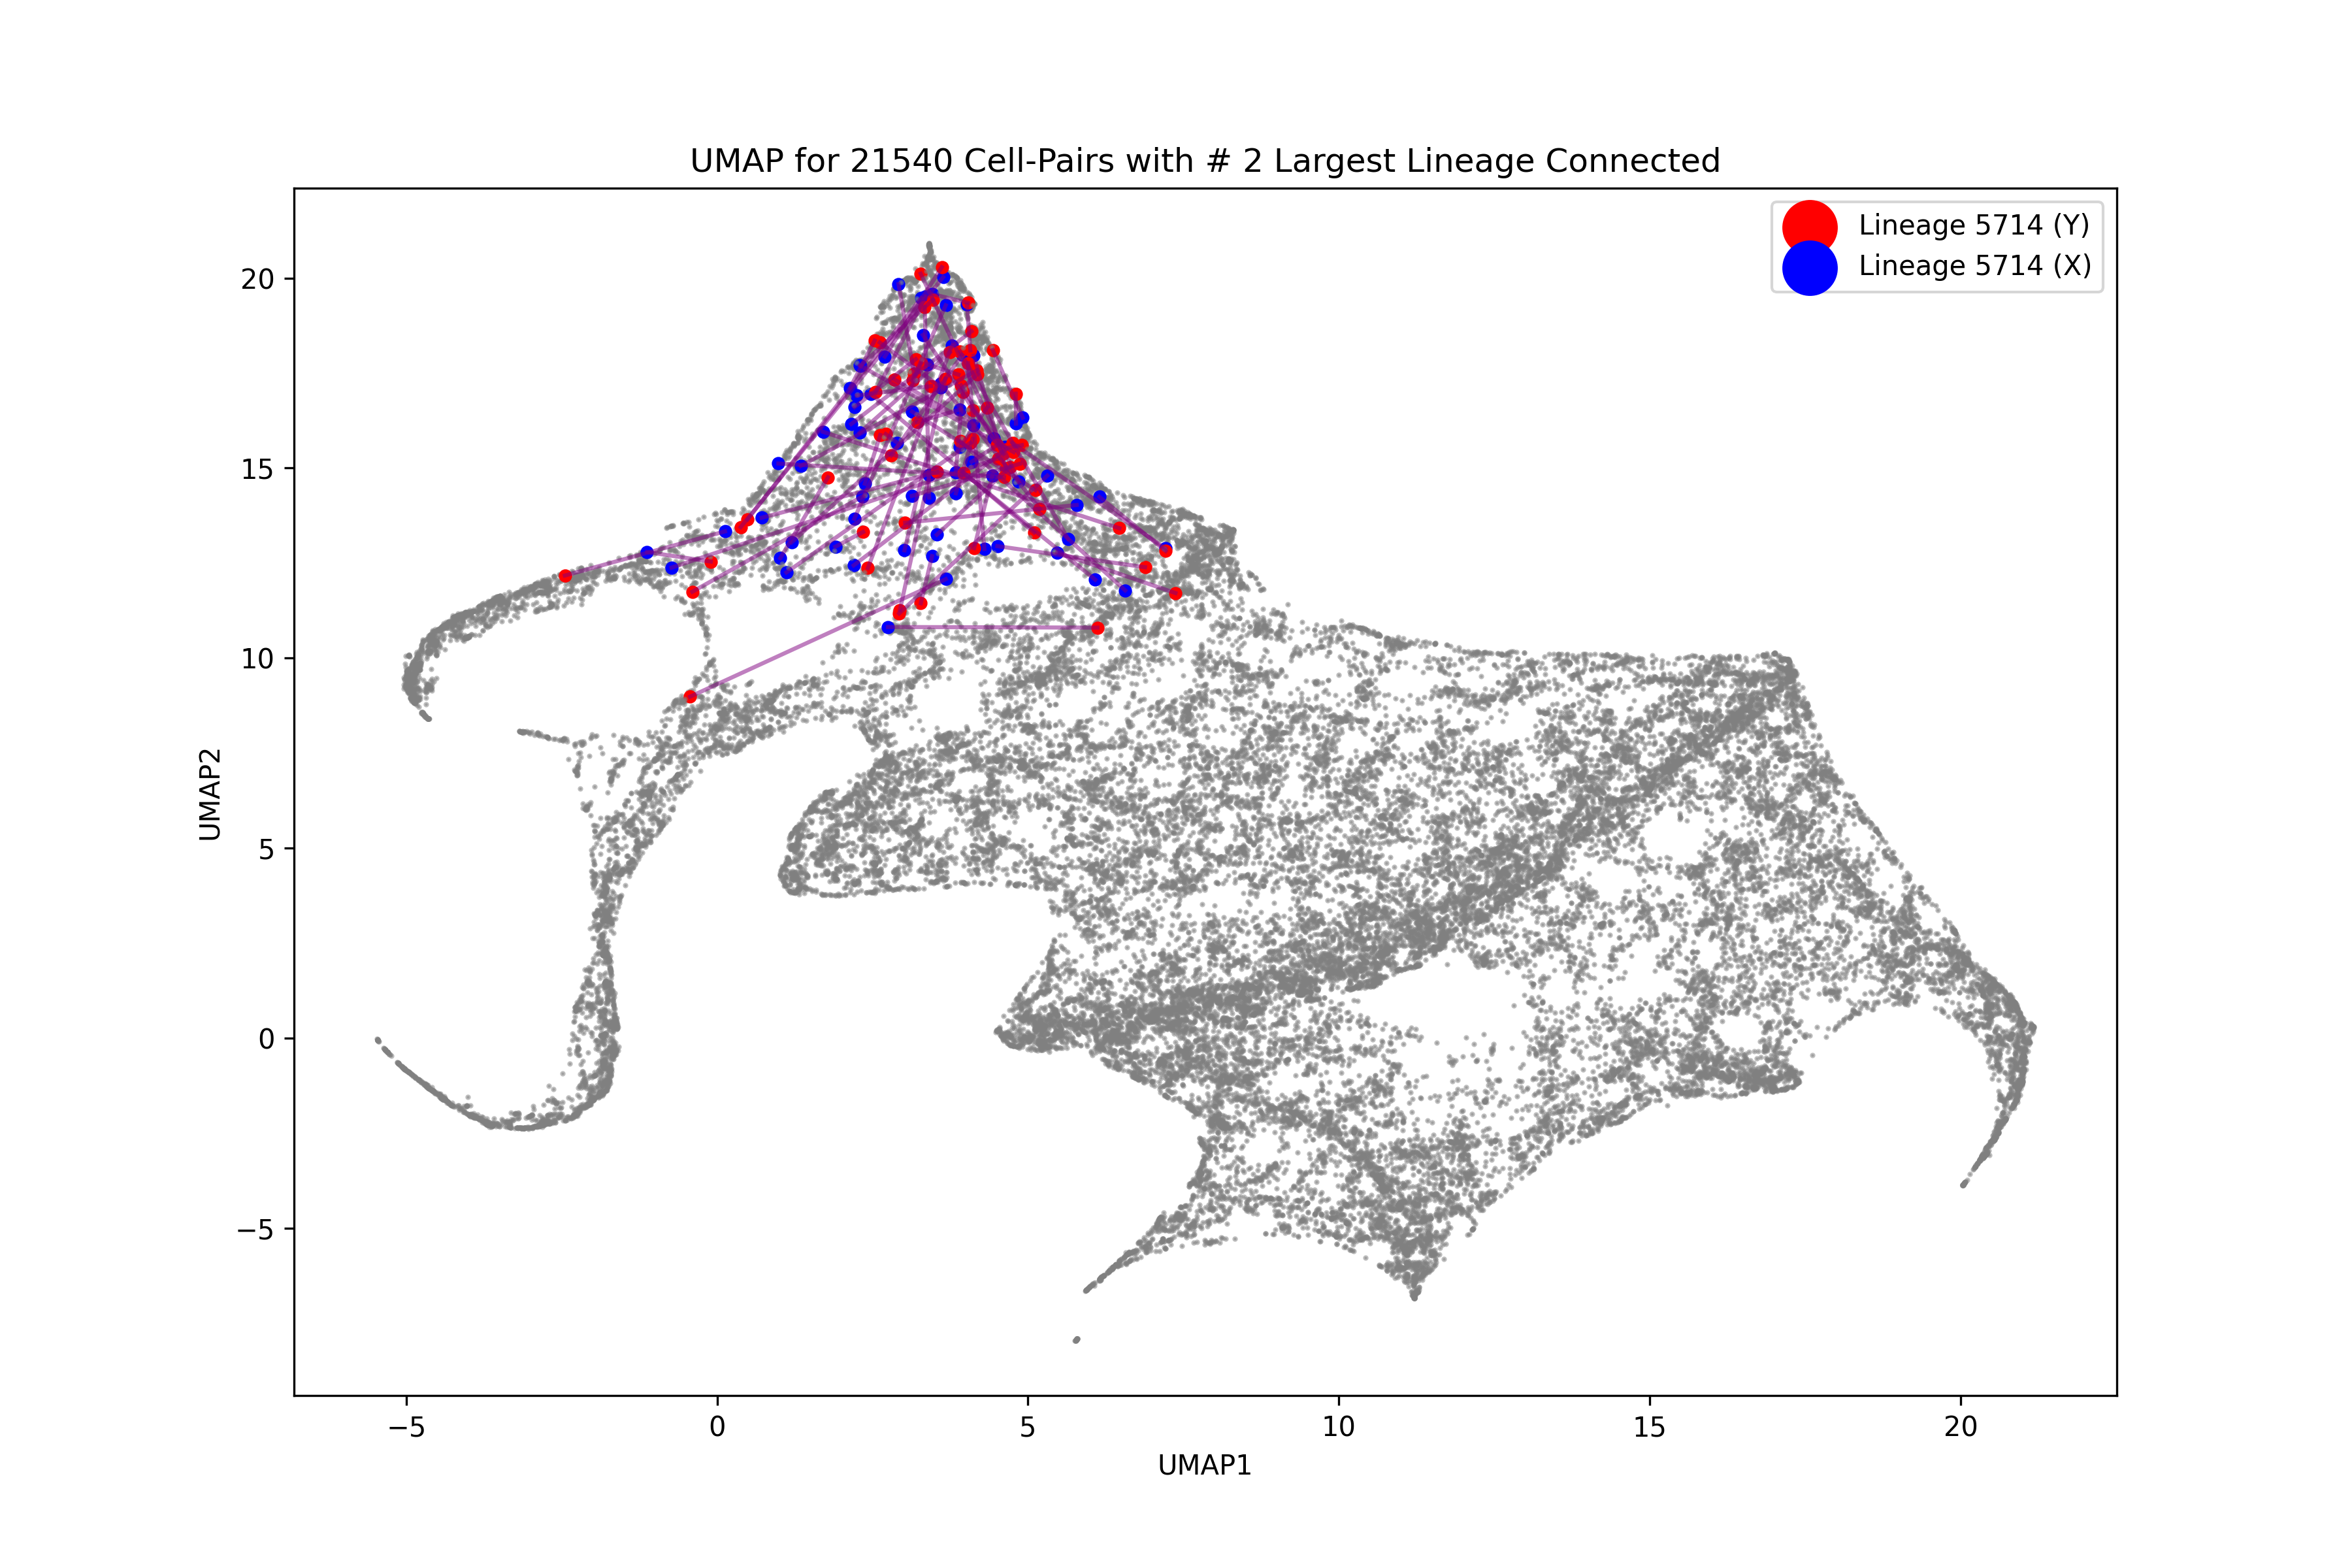 UMAP for 21540 Cell-Pairs with # 2 Largest Lineage Connected
Lineage 5714 (Y)
Lineage 5714 (X)
20
15
10
5
0
−5
UMAP2
−5 0 5 10 15 20
UMAP1